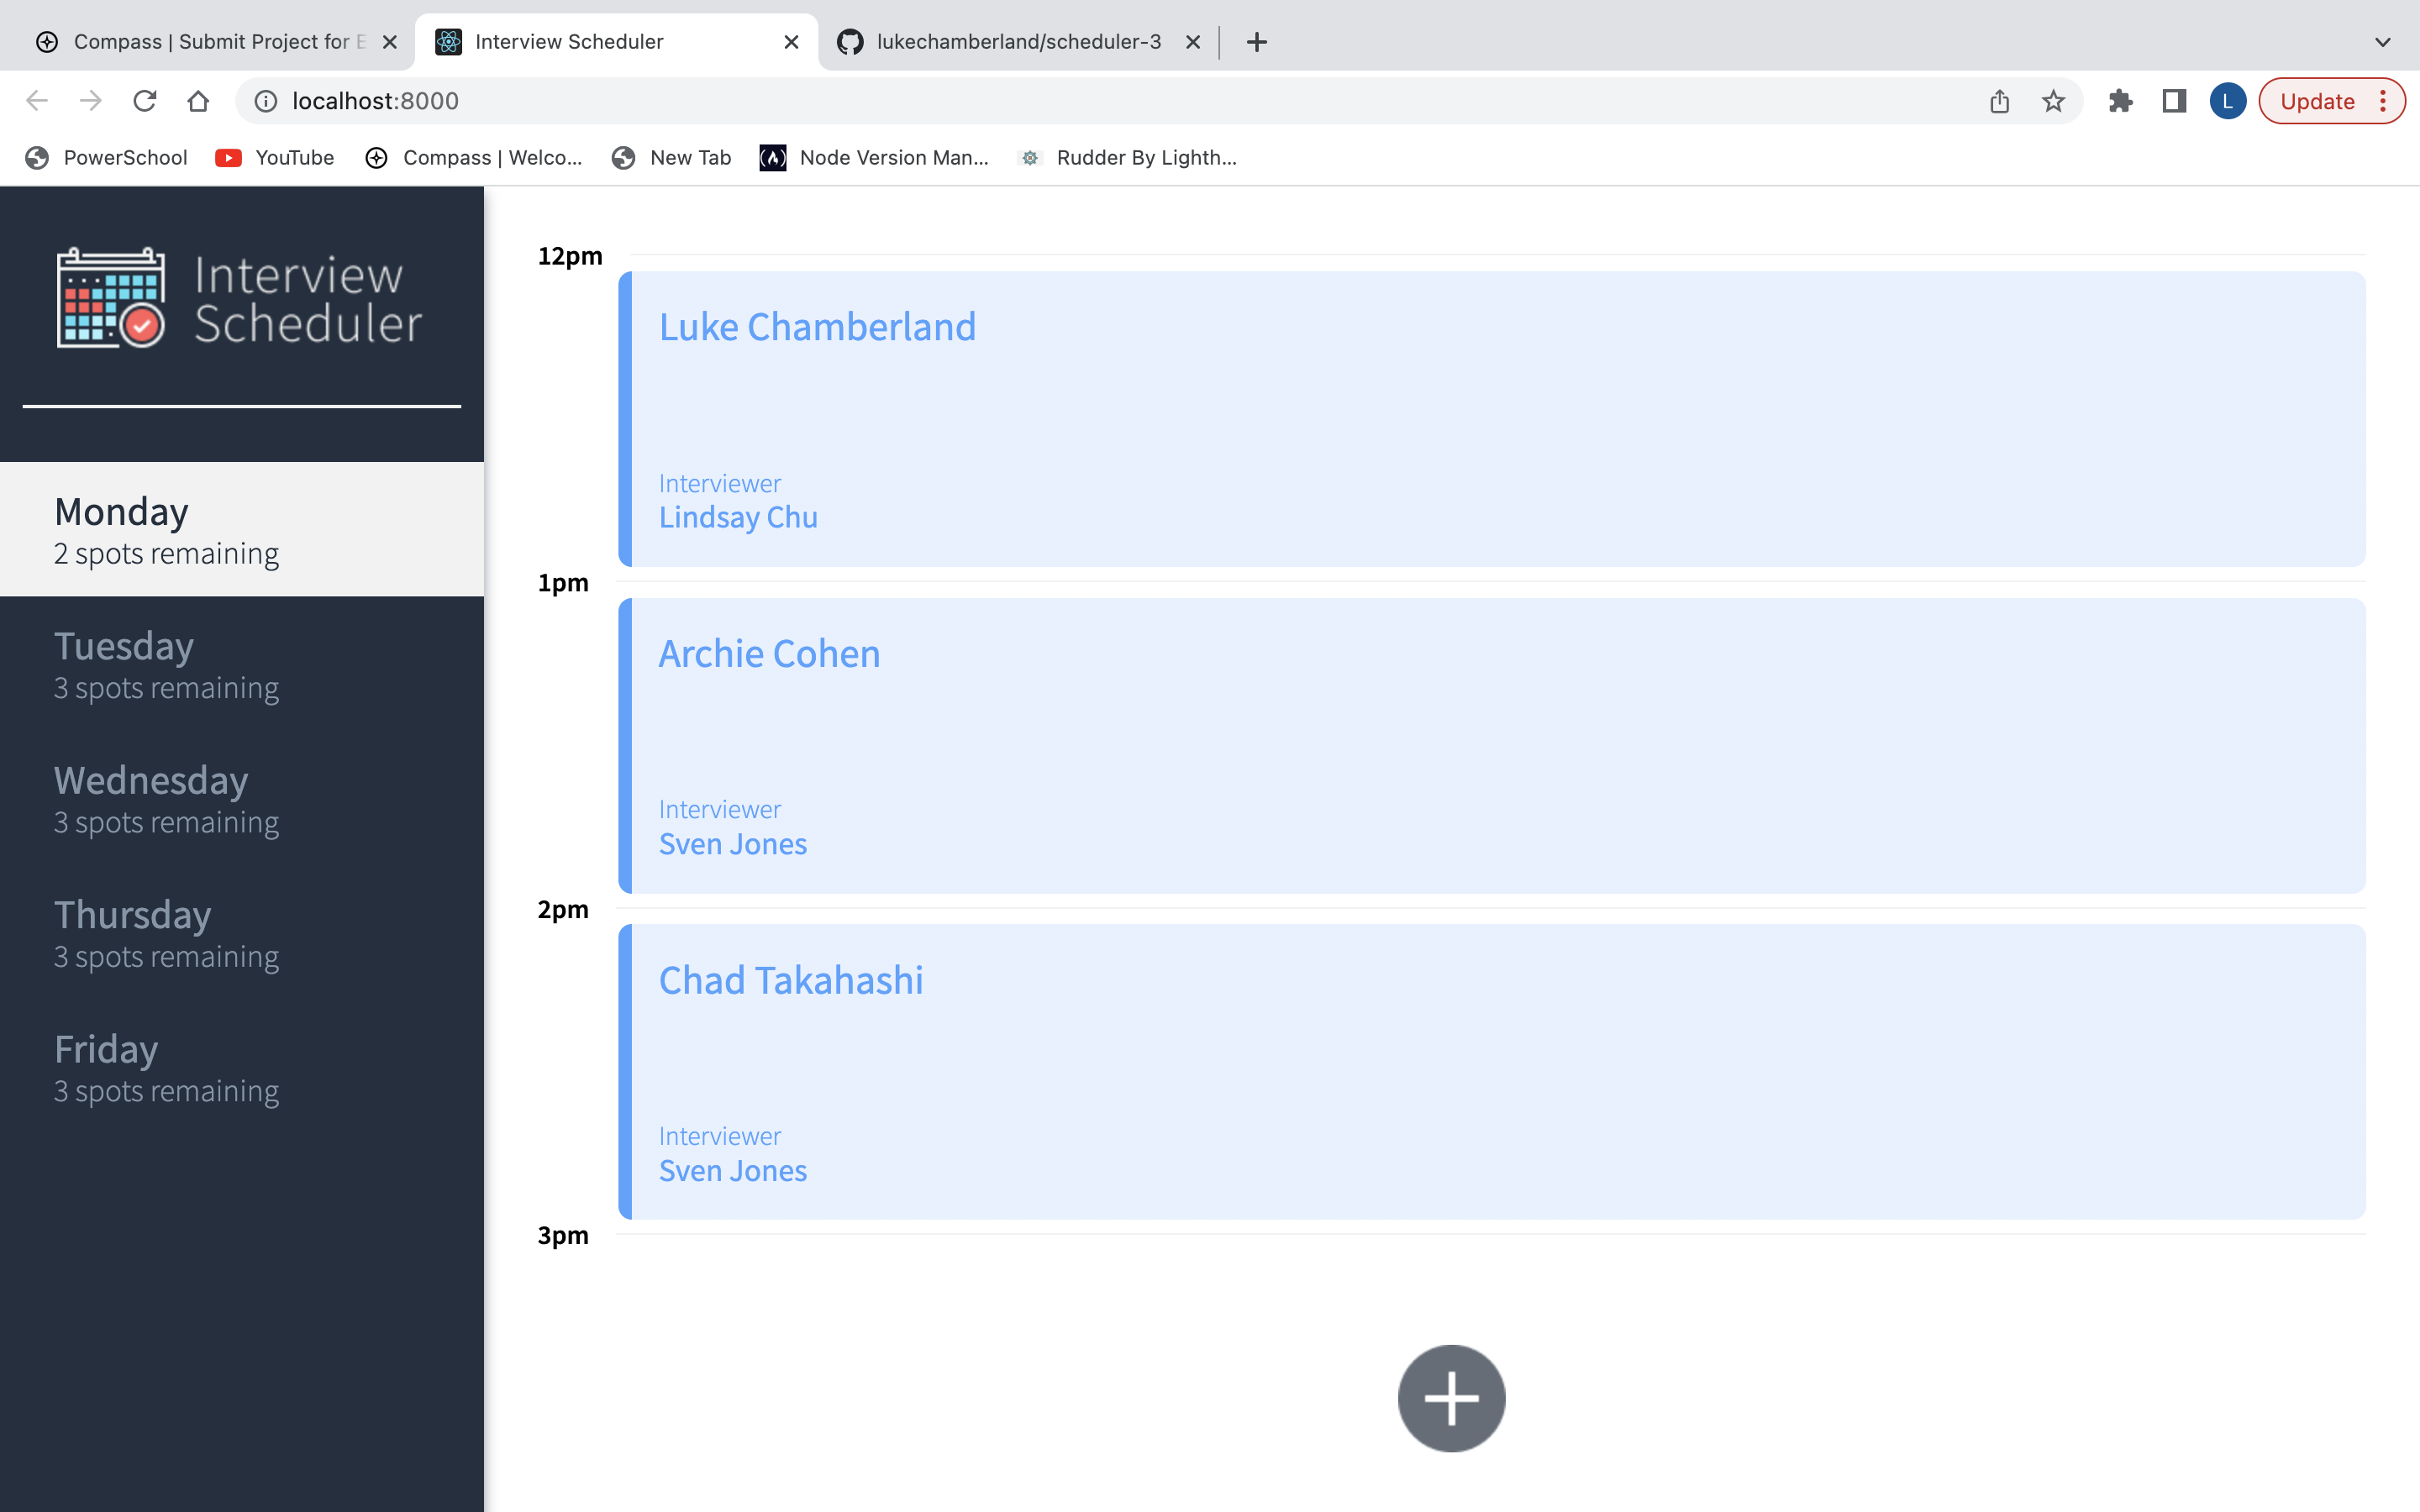 Compass | Submit Project for E
Interview Scheduler
lukechamberland/scheduler-3
localhost:8000
L
Update
PowerSchool
YouTube
Compass | Welco...
New Tab
Node Version Man...
Rudder By Lighth...
Interview
Scheduler
Monday
2 spots remaining
Tuesday
3 spots remaining
Wednesday
3 spots remaining
Thursday
3 spots remaining
Friday
3 spots remaining
12pm
Luke Chamberland
Interviewer
Lindsay Chu
1pm
Archie Cohen
Interviewer
Sven Jones
2pm
Chad Takahashi
Interviewer
Sven Jones
3pm